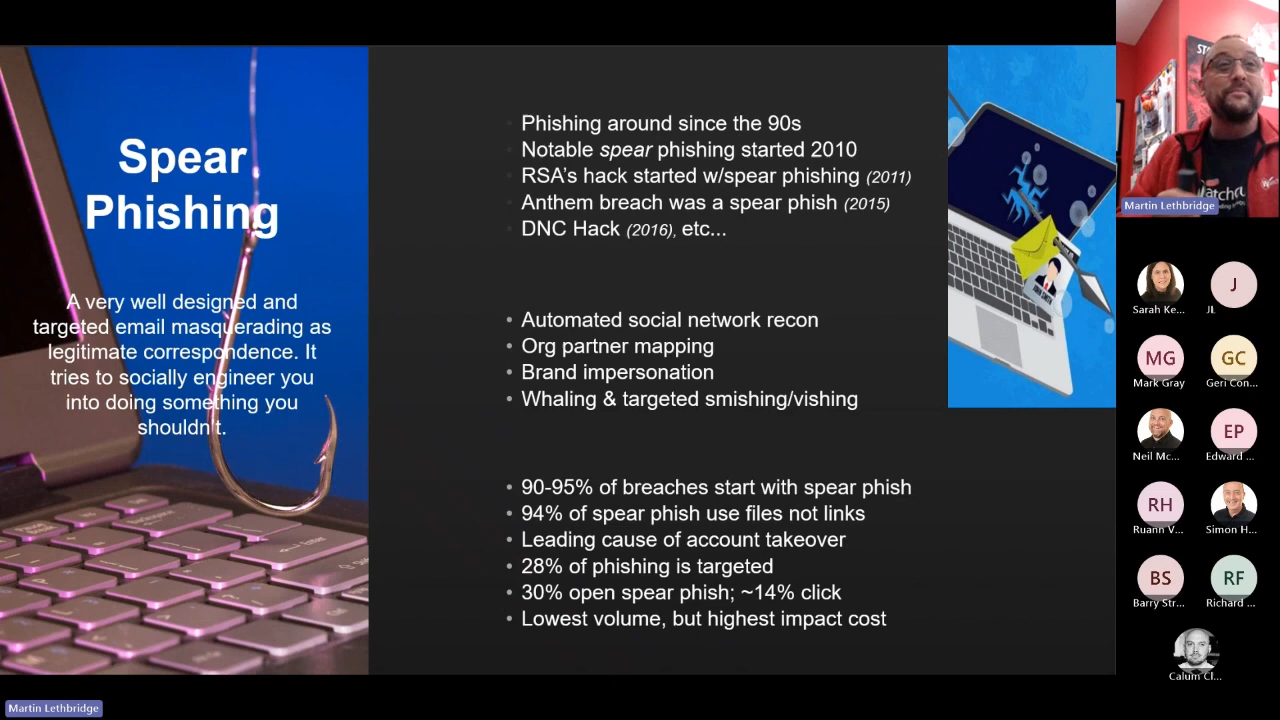 Spear
Phishing
A very well designed and
targeted email masquerading as
legitimate correspondence. It
tries to socially engineer you
into doing something you
shouldn't.
Phishing around since the 90s
Notable spear phishing started 2010
RSA's hack started w/spear phishing (2011)
Anthem breach was a spear phish (2015)
DNC Hack (2016), etc...
• Automated social network recon
• Org partner mapping
• Brand impersonation
• Whaling & targeted smishing/vishing
• 90-95% of breaches start with spear phish
• 94% of spear phish use files not links
• Leading cause of account takeover
• 28% of phishing is targeted
• 30% open spear phish; ~14% click
• Lowest volume, but highest impact cost
Martin Lethbridge
J
Sarah Ke...
JL
MG
GC
Mark Gray
Geri Con...
EP
Neil Mc...
Edward ...
RH
Ruann V...
Simon H...
BS
RF
Barry Str...
Richard ...
Calum Cl...
Martin Lethbridge